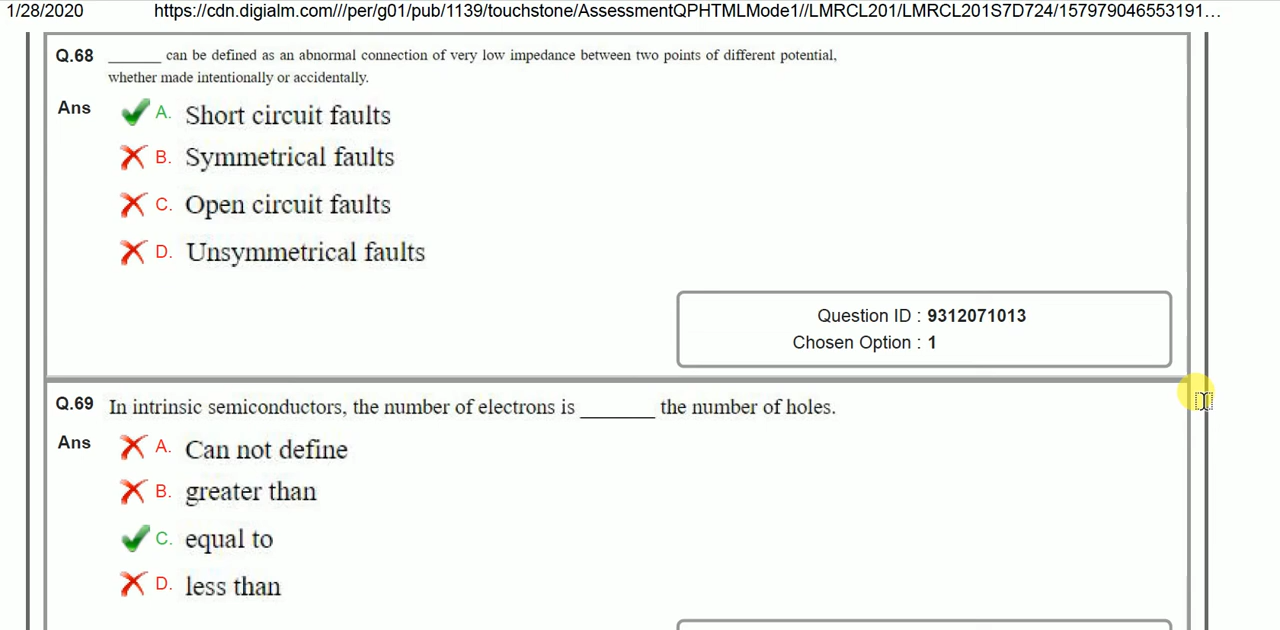 1/28/2020 https://cdn.digialm.com///per/g01/pub/1139/touchstone/AssessmentQPHTMLMode1//LMRCL201/LMRCL201S7D724/157979046553191…
Q.68 _______ can be defined as an abnormal connection of very low impedance between two points of different potential,
whether made intentionally or accidentally.
Ans A. Short circuit faults
B. Symmetrical faults
C. Open circuit faults
D. Unsymmetrical faults
Question ID : 9312071013
Chosen Option : 1
Q.69 In intrinsic semiconductors, the number of electrons is _______ the number of holes.
Ans A. Can not define
B. greater than
C. equal to
D. less than